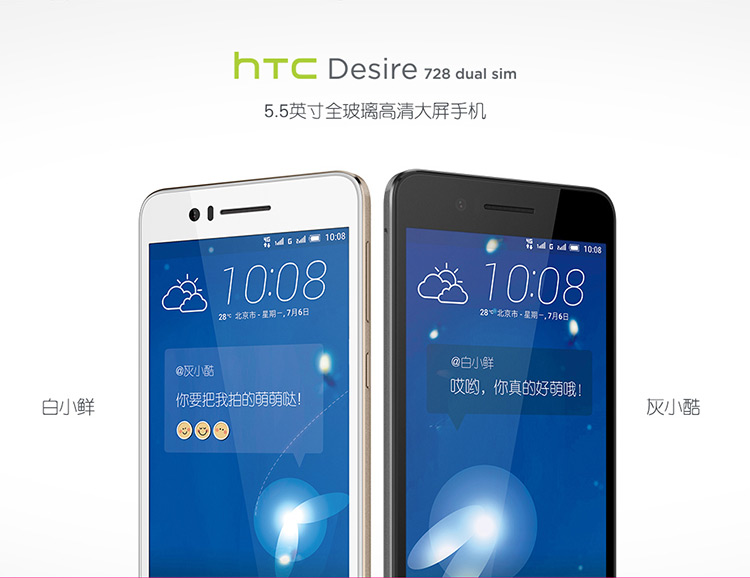 hTC Desire 728 dual sim
5.5英寸全玻璃高清大屏手机
4G G 10:08
10:08
28°C 北京市 - 星期一, 7月6日
@灰小酷
你要把我拍的萌萌哒!
白小鲜
4G G 10:08
10:08
28°C 北京市 - 星期一, 7月6日
@白小鲜
哎哟，你真的好萌哦!
灰小酷